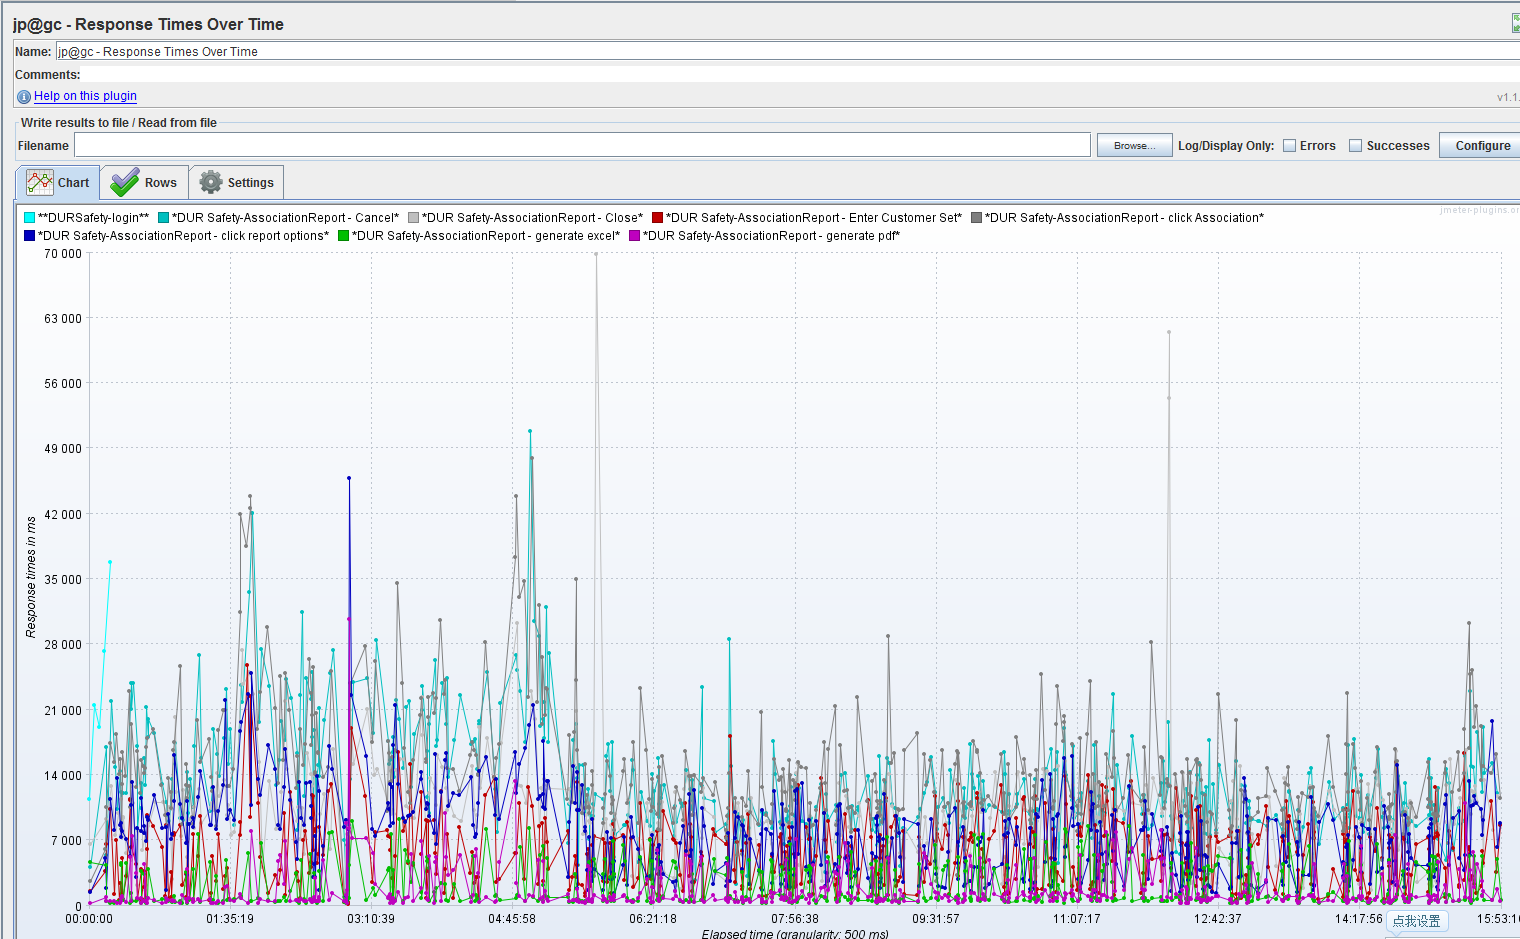 jp@gc - Response Times Over Time
Name: jp@gc - Response Times Over Time
Comments:
Help on this plugin
v1.1.
Write results to file / Read from file
Filename Browse... Log/Display Only: Errors Successes Configure
Chart Rows Settings
jmeter-plugins.or
**DURSafety-login** *DUR Safety-AssociationReport - Cancel* *DUR Safety-AssociationReport - Close* *DUR Safety-AssociationReport - Enter Customer Set* *DUR Safety-AssociationReport - click Association*
*DUR Safety-AssociationReport - click report options* *DUR Safety-AssociationReport - generate excel* *DUR Safety-AssociationReport - generate pdf*
70 000
63 000
56 000
49 000
42 000
35 000
28 000
21 000
14 000
7 000
0
Response times in ms
00:00:00 01:35:19 03:10:39 04:45:58 06:21:18 07:56:38 09:31:57 11:07:17 12:42:37 14:17:56 15:53:1
点我设置
Elapsed time (granularity: 500 ms)